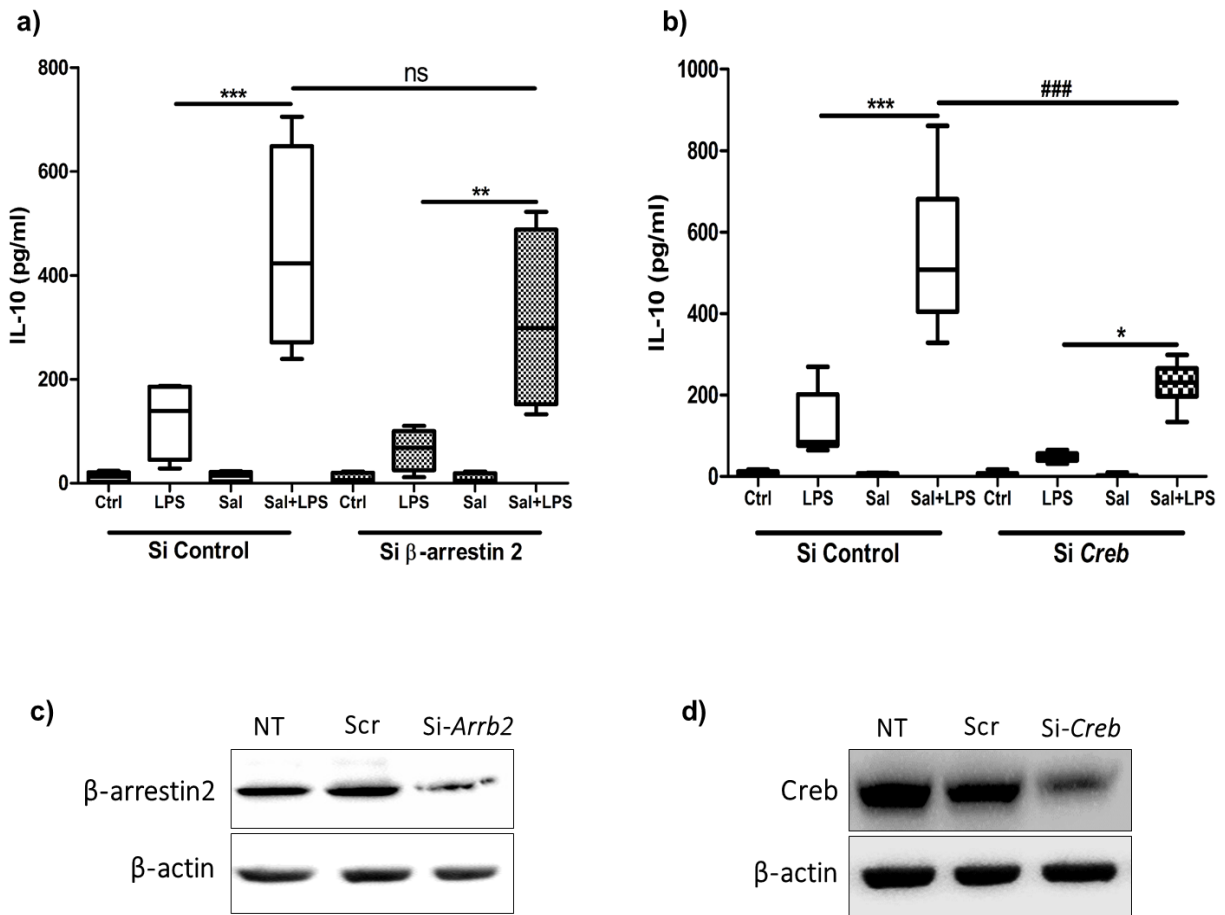 a)
IL-10 (pg/ml)
800
600
400
200
0
***
ns
**
Ctrl LPS Sal Sal+LPS Ctrl LPS Sal Sal+LPS
Si Control Si β-arrestin 2
b)
IL-10 (pg/ml)
1000
800
600
400
200
0
***
###
*
Ctrl LPS Sal Sal+LPS Ctrl LPS Sal Sal+LPS
Si Control Si Creb
c)
NT Scr Si-Arrb2
β-arrestin2
β-actin
d)
NT Scr Si-Creb
Creb
β-actin